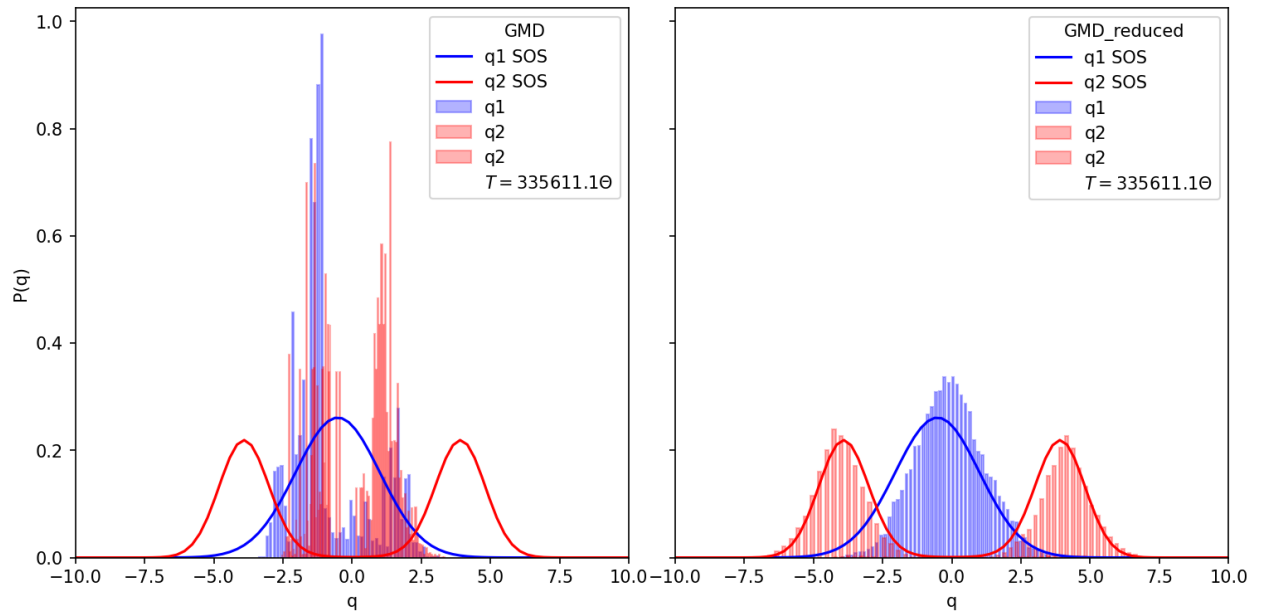 GMD
q1 SOS
q2 SOS
q1
q2
q2
T = 335611.1Θ
1.0
0.8
0.6
0.4
0.2
0.0
P(q)
−10.0 −7.5 −5.0 −2.5 0.0 2.5 5.0 7.5 10.0
q
GMD_reduced
q1 SOS
q2 SOS
q1
q2
q2
T = 335611.1Θ
−10.0 −7.5 −5.0 −2.5 0.0 2.5 5.0 7.5 10.0
q